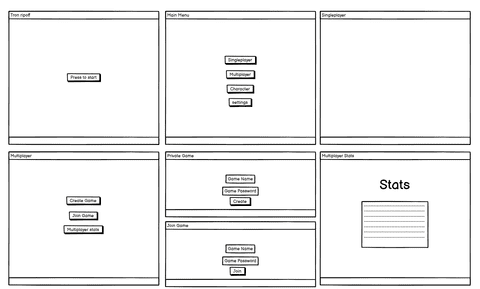 Tron ripoff
Press to start
Main Menu
Singleplayer
Multiplayer
Character
settings
Singleplayer
Multiplayer
Create Game
Join Game
Multiplayer stats
Private Game
Game Name
Game Password
Create
Join Game
Game Name
Game Password
Join
Multiplayer Stats
Stats